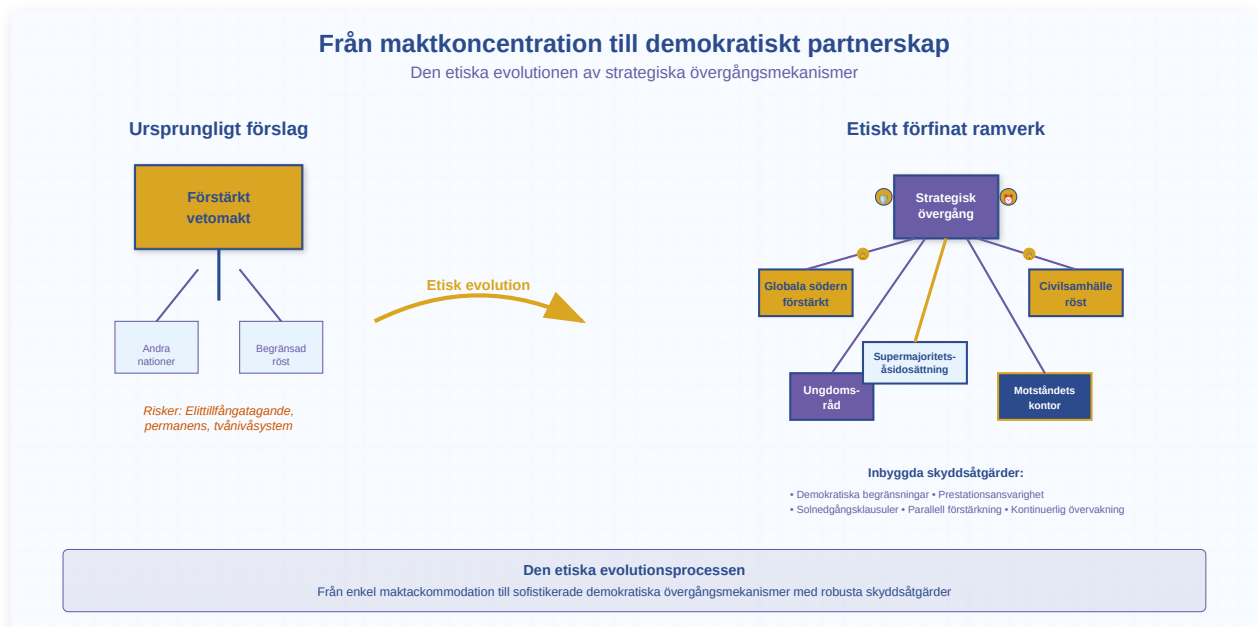 Från maktkoncentration till demokratiskt partnerskap
Den etiska evolutionen av strategiska övergångsmekanismer
Ursprungligt förslag
Förstärkt
vetomakt
Andra
nationer
Begränsad
röst
Risker: Elittillfångatagande,
permanens, tvånivåsystem
Etisk evolution
Etiskt förfinat ramverk
Strategisk
övergång
Globala södern
förstärkt
Civilsamhälle
röst
Supermajoritets-
åsidosättning
Ungdoms-
råd
Motståndets
kontor
Inbyggda skyddsåtgärder:
• Demokratiska begränsningar • Prestationsansvarighet
• Solnedgångsklausuler • Parallell förstärkning • Kontinuerlig övervakning
Den etiska evolutionsprocessen
Från enkel maktackommodation till sofistikerade demokratiska övergångsmekanismer med robusta skyddsåtgärder